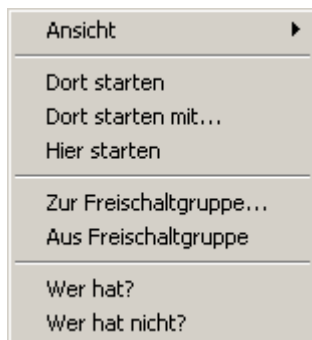 Ansicht
Dort starten
Dort starten mit...
Hier starten
Zur Freischaltgruppe...
Aus Freischaltgruppe
Wer hat?
Wer hat nicht?